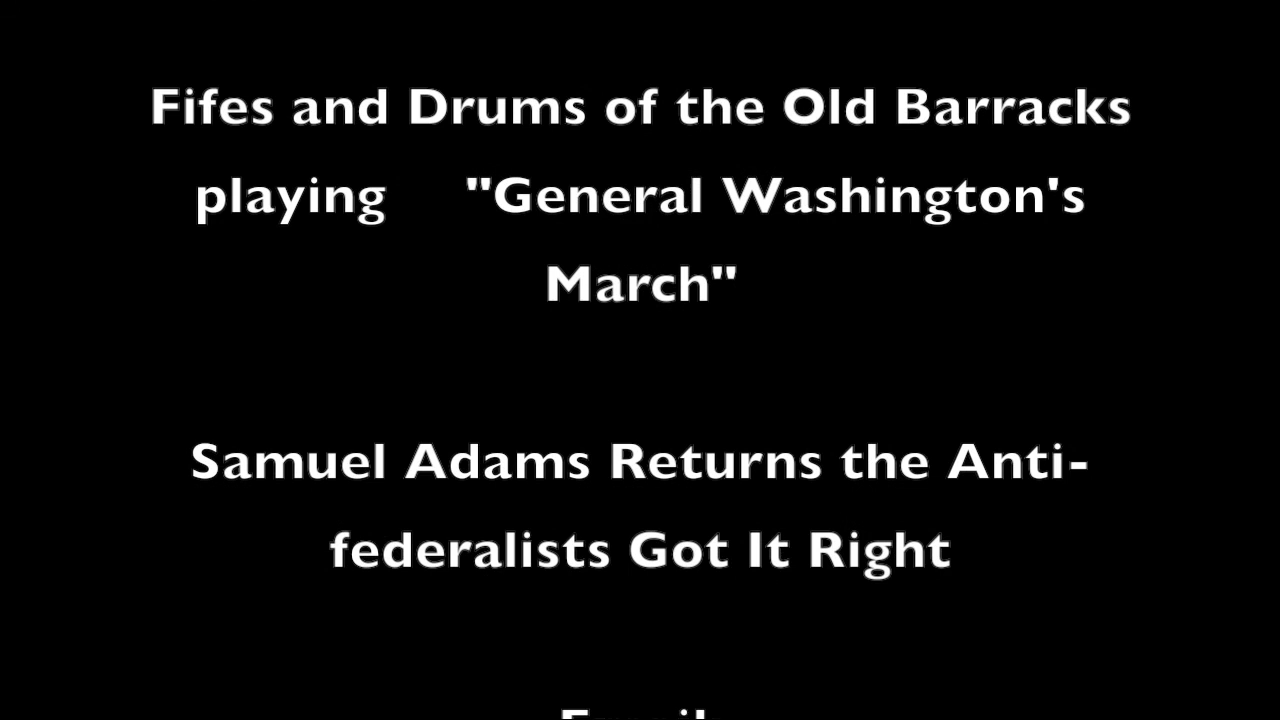 Fifes and Drums of the Old Barracks
playing "General Washington's
March"
Samuel Adams Returns the Anti-
federalists Got It Right